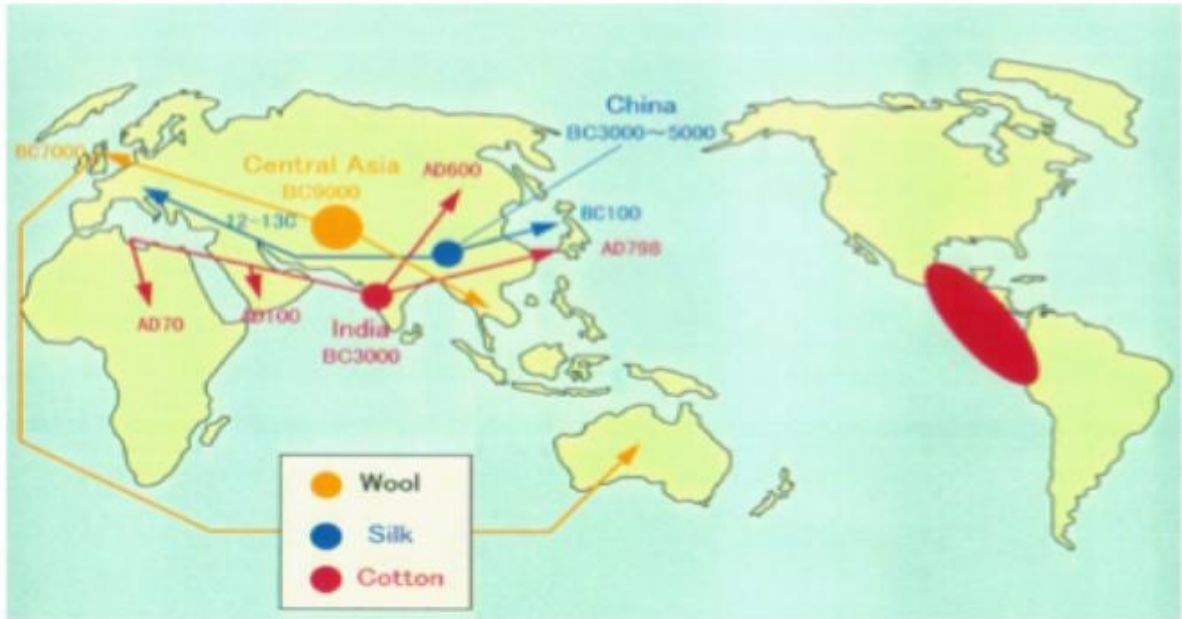 China
BC3000～5000
BC7000
Central Asia
BC9000
AD600
12-13C
BC100
AD798
AD70
AD100
India
BC3000
Wool
Silk
Cotton